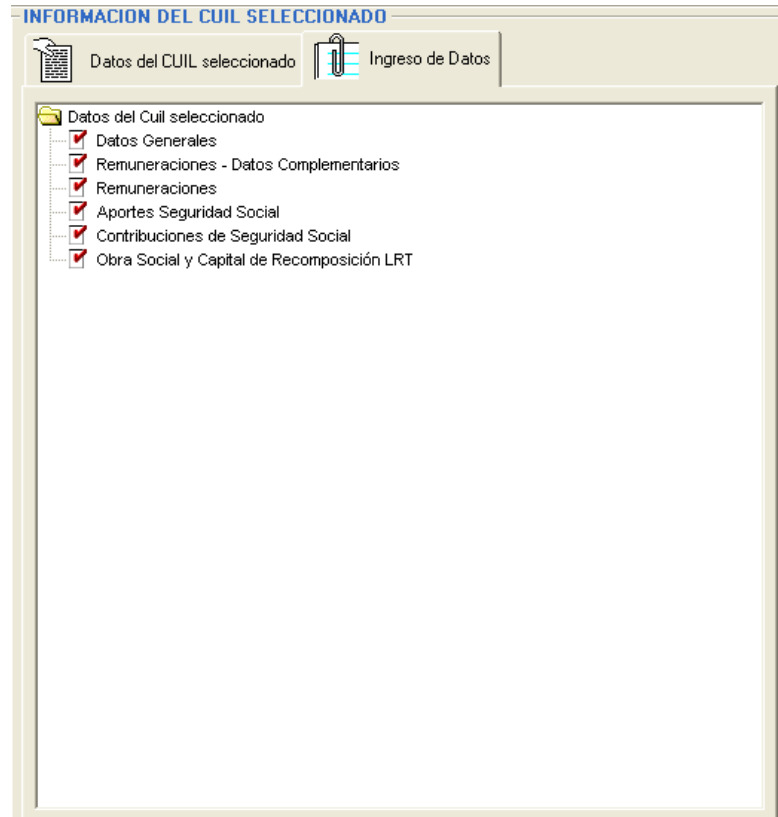 INFORMACION DEL CUIL SELECCIONADO
Datos del CUIL seleccionado
Ingreso de Datos
Datos del Cuil seleccionado
Datos Generales
Remuneraciones - Datos Complementarios
Remuneraciones
Aportes Seguridad Social
Contribuciones de Seguridad Social
Obra Social y Capital de Recomposición LRT